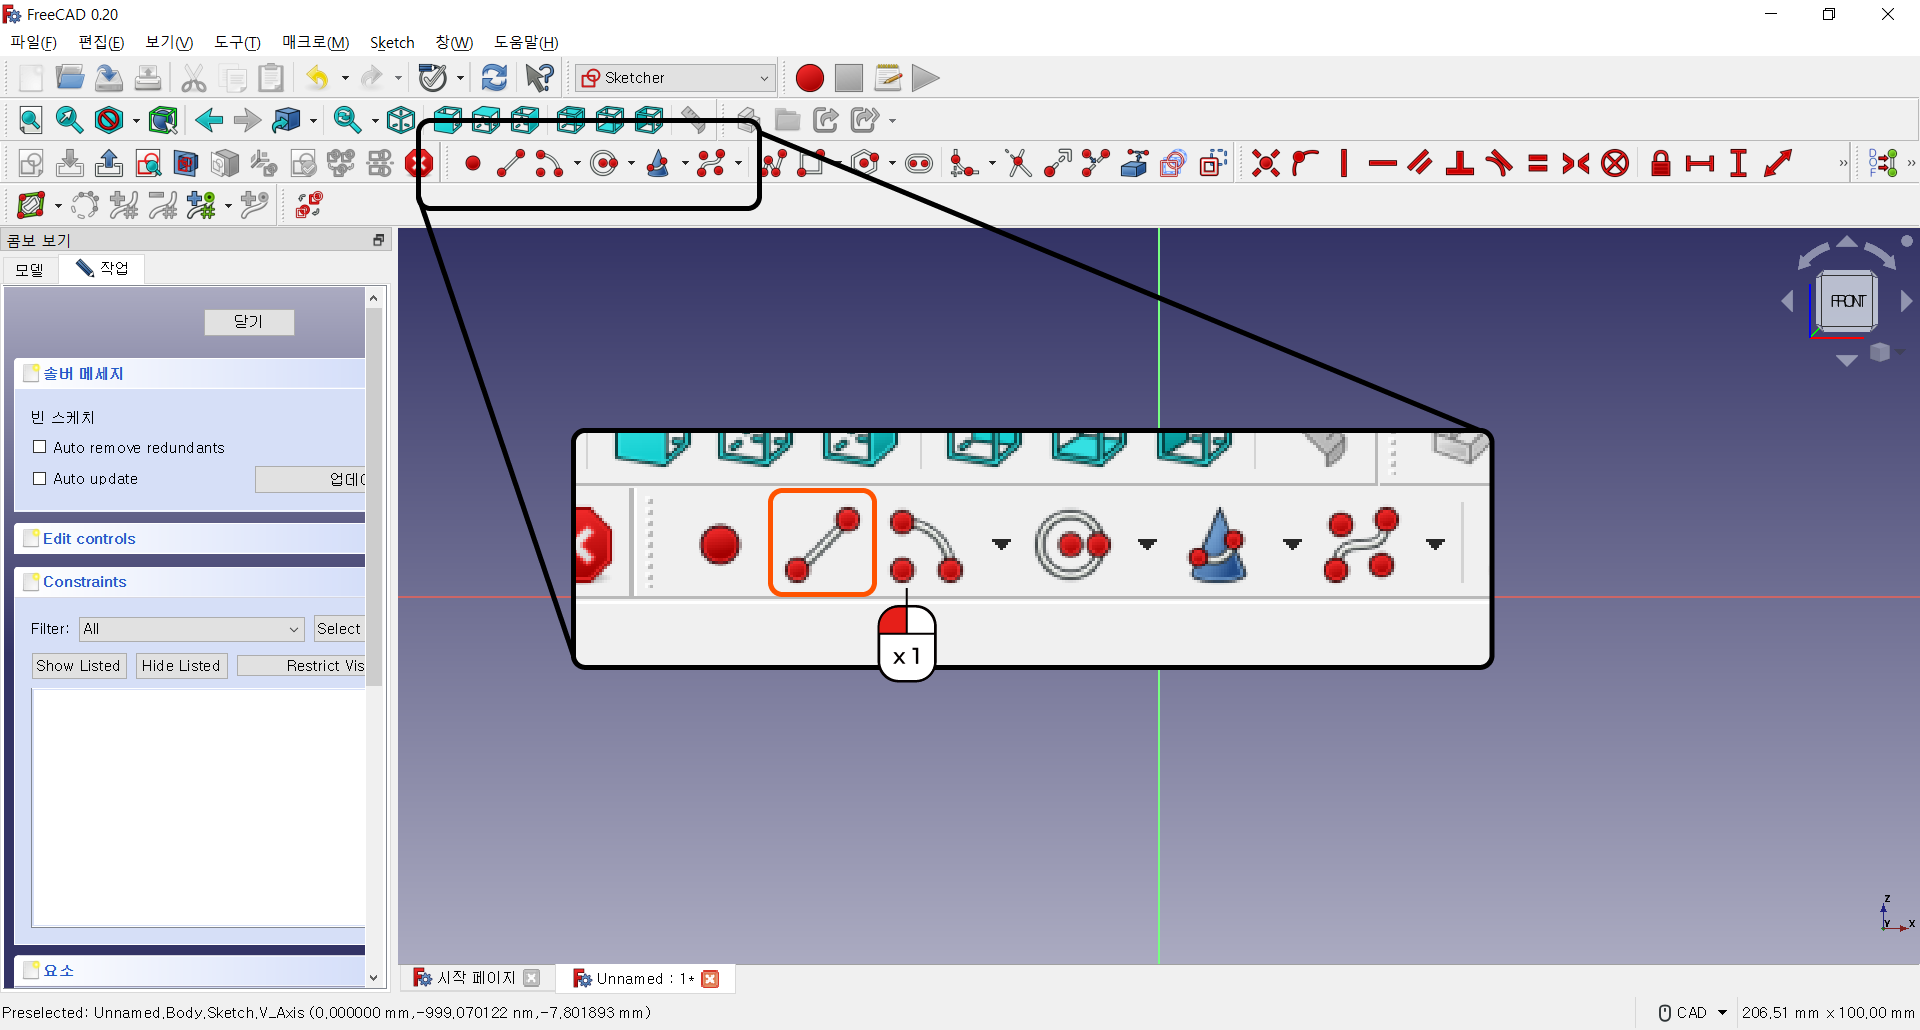 FreeCAD 0.20
파일(F) 편집(E) 보기(V) 도구(T) 매크로(M) Sketch 창(W) 도움말(H)
Sketcher
콤보 보기
모델 작업
닫기
솔버 메세지
빈 스케치
Auto remove redundants
Auto update 업데이
Edit controls
Constraints
Filter: All Select
Show Listed Hide Listed Restrict Vis
요소
FRONT
x 1
Z
Y X
시작 페이지 Unnamed : 1*
Preselected: Unnamed.Body.Sketch.V_Axis (0.000000 mm,-999.070122 nm,-7.801893 mm)
CAD 206.51 mm x 100.00 mm